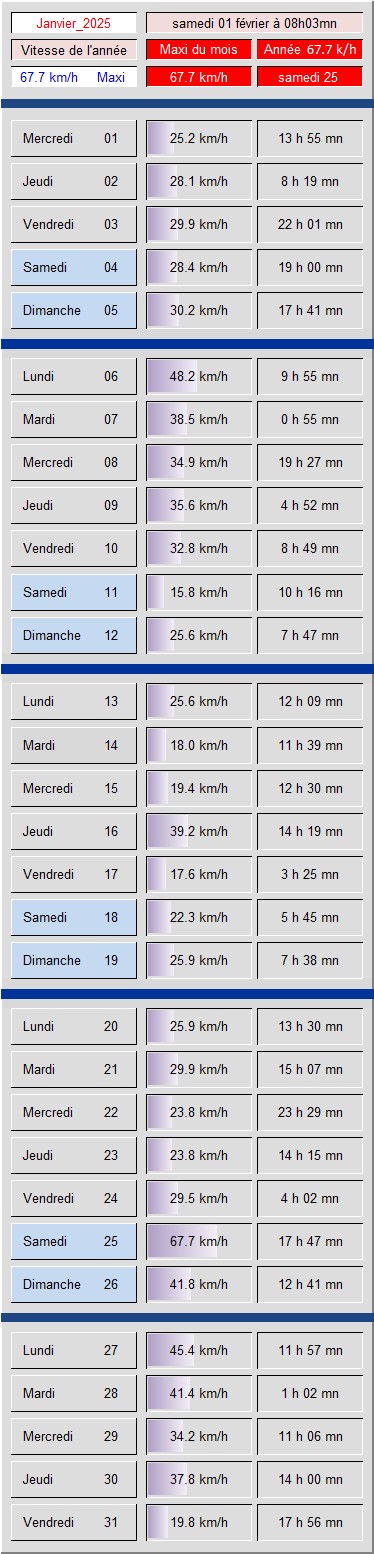 Janvier_2025 samedi 01 février à 08h03mn
Vitesse de l'année Maxi du mois Année 67.7 k/h
67.7 km/h Maxi 67.7 km/h samedi 25
Mercredi 01 25.2 km/h 13 h 55 mn
Jeudi 02 28.1 km/h 8 h 19 mn
Vendredi 03 29.9 km/h 22 h 01 mn
Samedi 04 28.4 km/h 19 h 00 mn
Dimanche 05 30.2 km/h 17 h 41 mn
Lundi 06 48.2 km/h 9 h 55 mn
Mardi 07 38.5 km/h 0 h 55 mn
Mercredi 08 34.9 km/h 19 h 27 mn
Jeudi 09 35.6 km/h 4 h 52 mn
Vendredi 10 32.8 km/h 8 h 49 mn
Samedi 11 15.8 km/h 10 h 16 mn
Dimanche 12 25.6 km/h 7 h 47 mn
Lundi 13 25.6 km/h 12 h 09 mn
Mardi 14 18.0 km/h 11 h 39 mn
Mercredi 15 19.4 km/h 12 h 30 mn
Jeudi 16 39.2 km/h 14 h 19 mn
Vendredi 17 17.6 km/h 3 h 25 mn
Samedi 18 22.3 km/h 5 h 45 mn
Dimanche 19 25.9 km/h 7 h 38 mn
Lundi 20 25.9 km/h 13 h 30 mn
Mardi 21 29.9 km/h 15 h 07 mn
Mercredi 22 23.8 km/h 23 h 29 mn
Jeudi 23 23.8 km/h 14 h 15 mn
Vendredi 24 29.5 km/h 4 h 02 mn
Samedi 25 67.7 km/h 17 h 47 mn
Dimanche 26 41.8 km/h 12 h 41 mn
Lundi 27 45.4 km/h 11 h 57 mn
Mardi 28 41.4 km/h 1 h 02 mn
Mercredi 29 34.2 km/h 11 h 06 mn
Jeudi 30 37.8 km/h 14 h 00 mn
Vendredi 31 19.8 km/h 17 h 56 mn